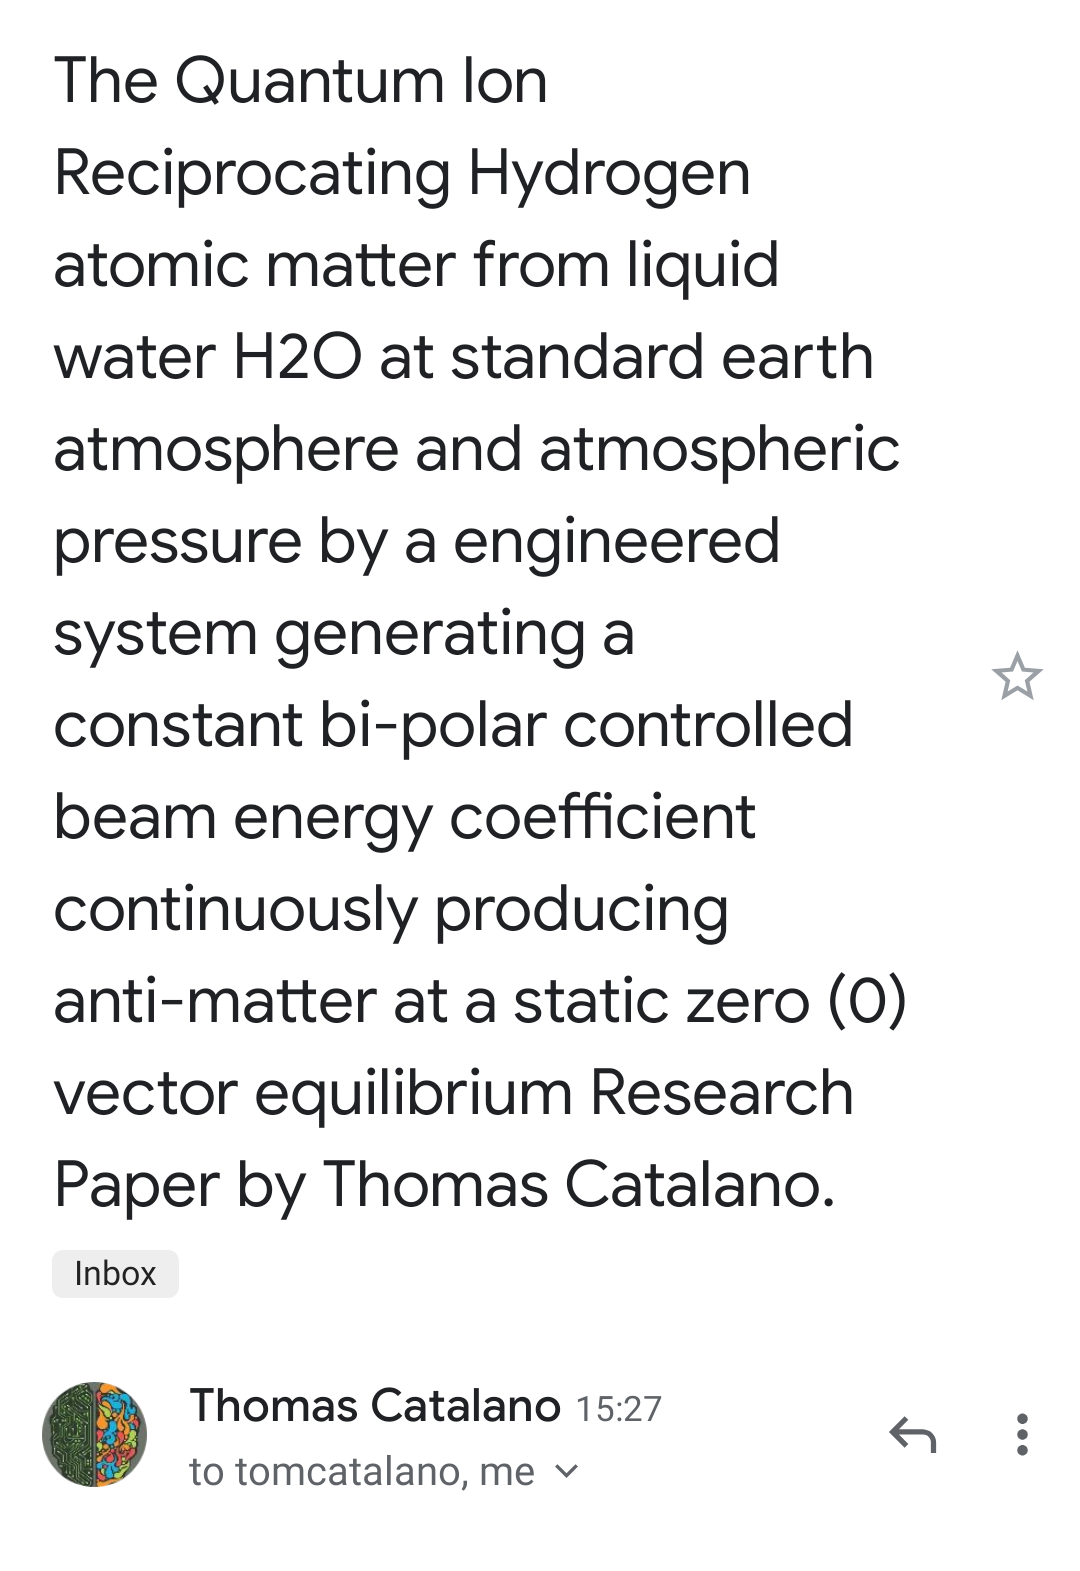 The Quantum Ion
Reciprocating Hydrogen
atomic matter from liquid
water H2O at standard earth
atmosphere and atmospheric
pressure by a engineered
system generating a
constant bi-polar controlled
beam energy coefficient
continuously producing
anti-matter at a static zero (0)
vector equilibrium Research
Paper by Thomas Catalano.
Inbox
Thomas Catalano 15:27
to tomcatalano, me